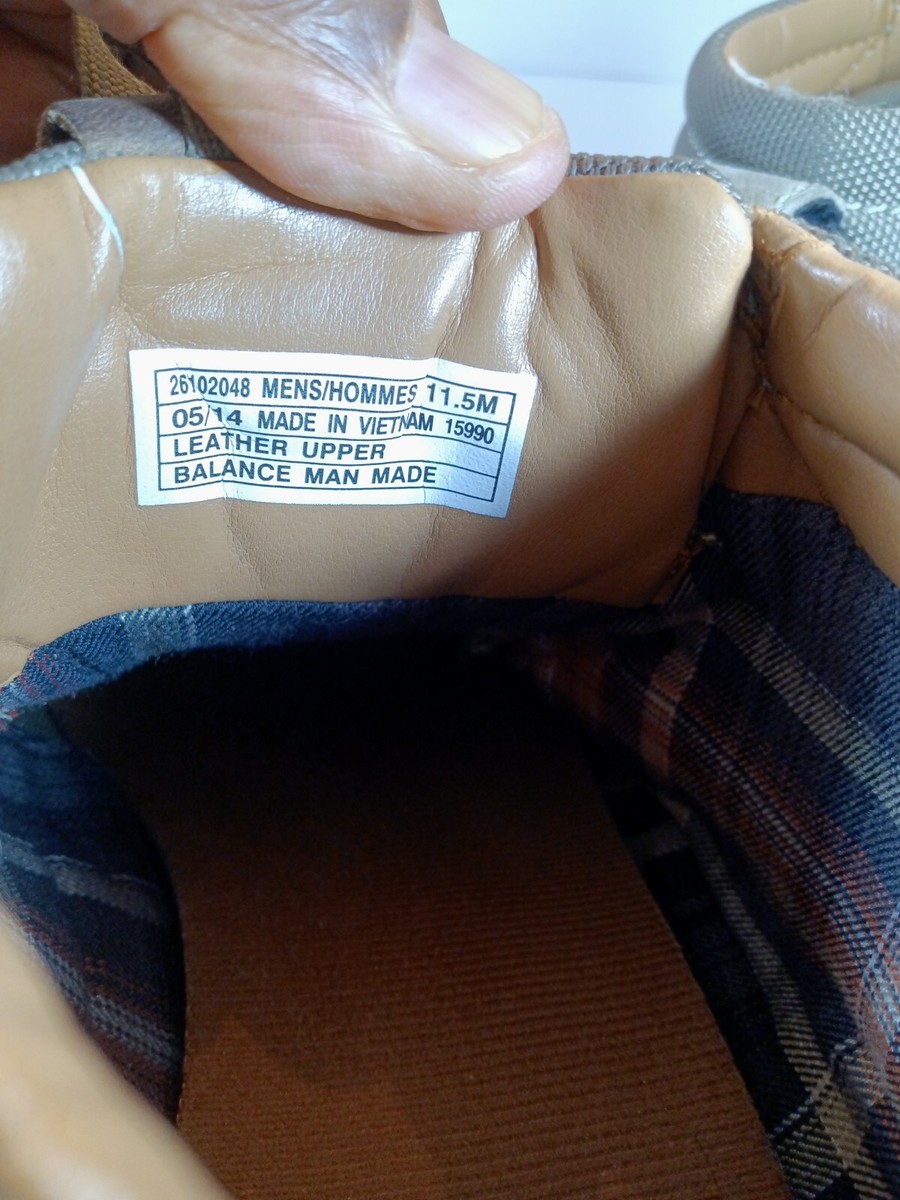 26102048 MENS/HOMMES 11.5M
05/14 MADE IN VIETNAM 15990
LEATHER UPPER
BALANCE MAN MADE